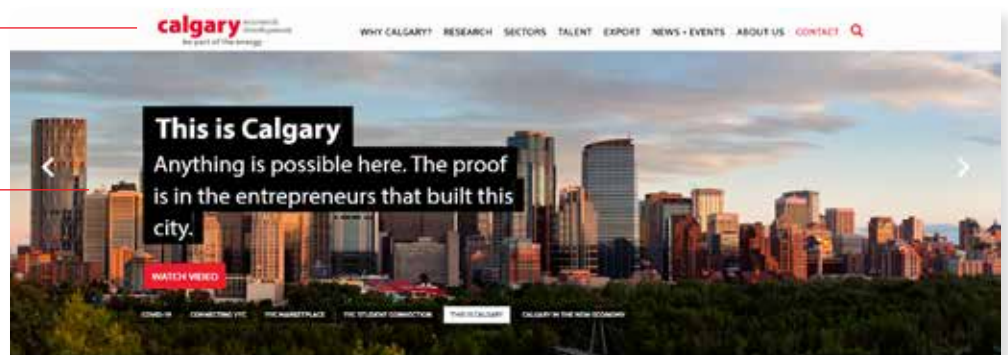 calgary economic
development
be part of the energy
WHY CALGARY? RESEARCH SECTORS TALENT EXPORT NEWS + EVENTS ABOUT US CONTACT
This is Calgary
Anything is possible here. The proof
is in the entrepreneurs that built this
city.
WATCH VIDEO
COVID-19 CONNECTING YYC YYC MARKETPLACE YYC STUDENT CONNECTION THIS IS CALGARY CALGARY IN THE NEW ECONOMY